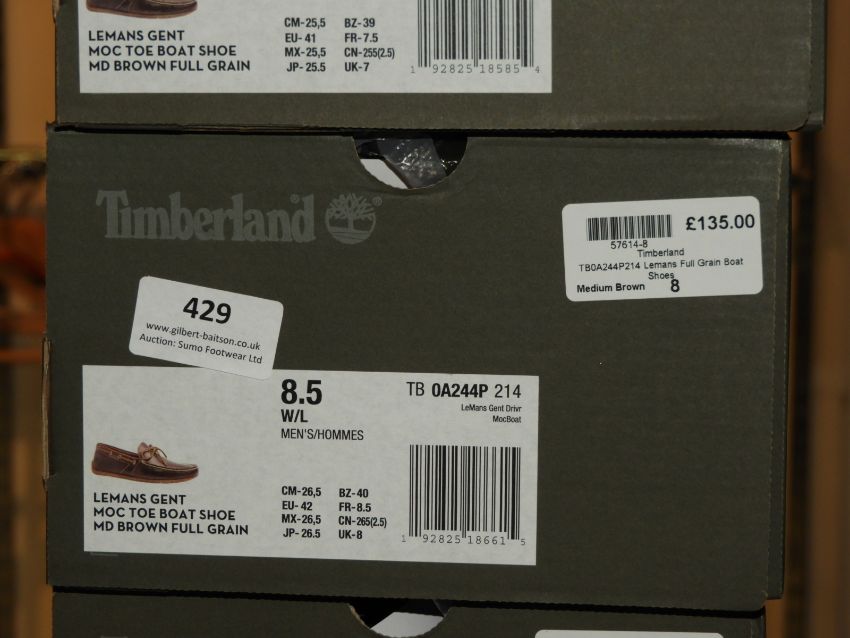 LEMANS GENT
MOC TOE BOAT SHOE
MD BROWN FULL GRAIN
CM-25,5 BZ-39
EU- 41 FR-7.5
MX-25,5 CN-255(2.5)
JP- 25.5 UK-7
1 92825 18585 4
Timberland ®
£135.00
57614-8
Timberland
TB0A244P214 Lemans Full Grain Boat
Shoes
Medium Brown 8
429
www.gilbert-baitson.co.uk
Auction: Sumo Footwear Ltd
8.5
W/L
MEN'S/HOMMES
TB 0A244P 214
LeMans Gent Drivr
MocBoat
LEMANS GENT
MOC TOE BOAT SHOE
MD BROWN FULL GRAIN
CM-26,5 BZ-40
EU- 42 FR-8.5
MX-26,5 CN-265(2.5)
JP- 26.5 UK-8
1 92825 18661 5